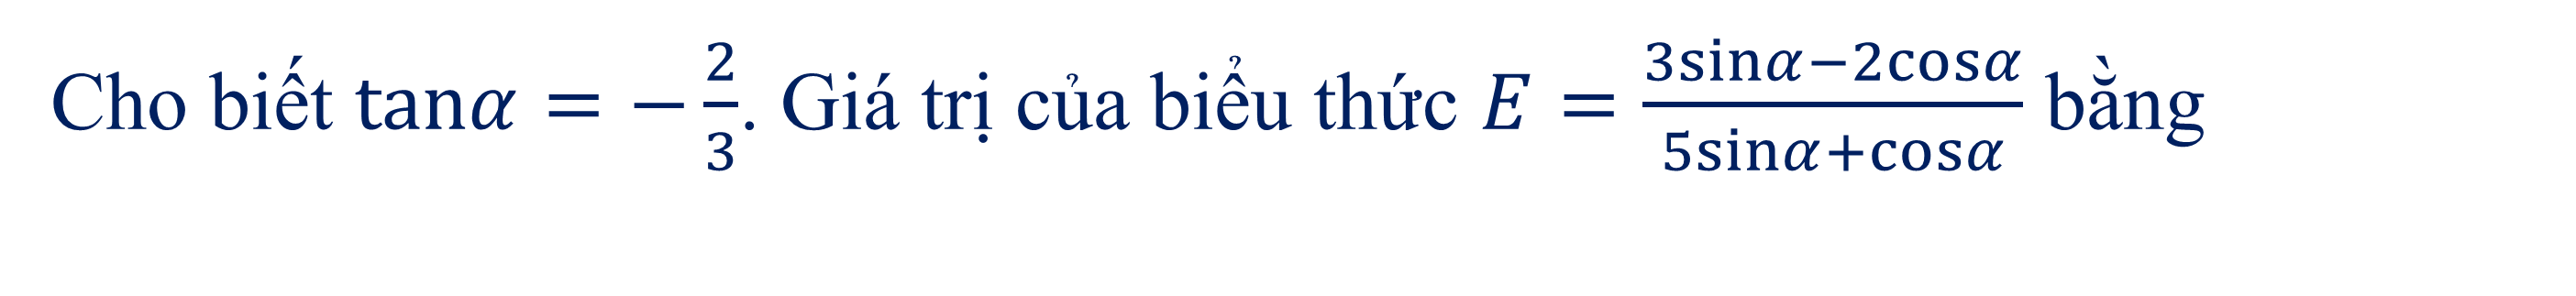 Cho biết tanα = −2/3. Giá trị của biểu thức E = (3sinα−2cosα)/(5sinα+cosα) bằng